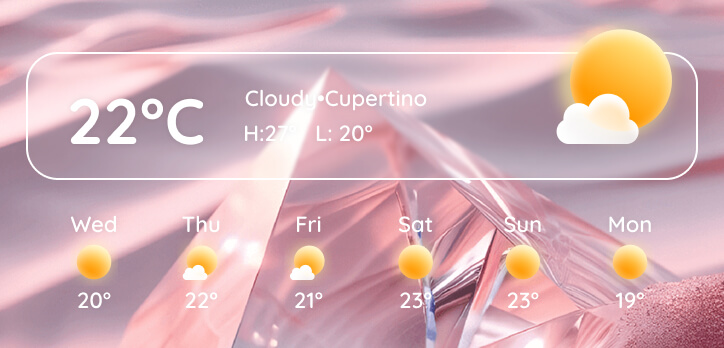 22°C
Cloudy•Cupertino
H:27° L: 20°
Wed Thu Fri Sat Sun Mon
20° 22° 21° 23° 23° 19°